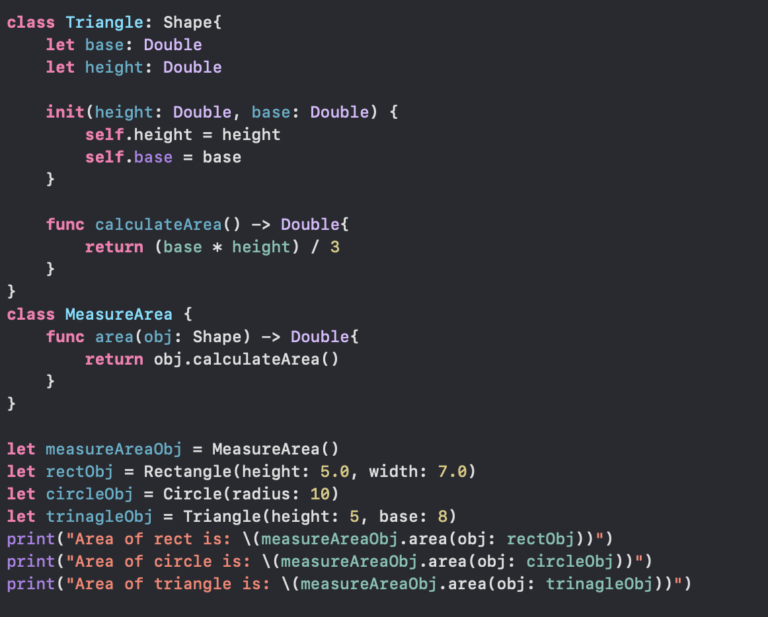 class Triangle: Shape{
    let base: Double
    let height: Double

    init(height: Double, base: Double) {
        self.height = height
        self.base = base
    }

    func calculateArea() -> Double{
        return (base * height) / 3
    }
}
class MeasureArea {
    func area(obj: Shape) -> Double{
        return obj.calculateArea()
    }
}

let measureAreaObj = MeasureArea()
let rectObj = Rectangle(height: 5.0, width: 7.0)
let circleObj = Circle(radius: 10)
let trinagleObj = Triangle(height: 5, base: 8)
print("Area of rect is: \(measureAreaObj.area(obj: rectObj))")
print("Area of circle is: \(measureAreaObj.area(obj: circleObj))")
print("Area of triangle is: \(measureAreaObj.area(obj: trinagleObj))")